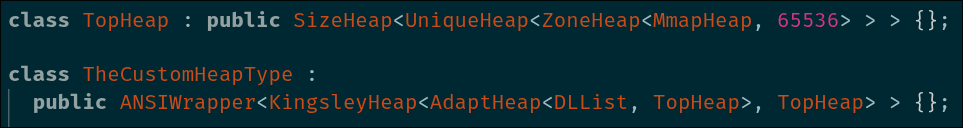 class TopHeap : public SizeHeap<UniqueHeap<ZoneHeap<MmapHeap, 65536> > > {};
class TheCustomHeapType :
public ANSIWrapper<KingsleyHeap<AdaptHeap<DLList, TopHeap>, TopHeap> > {};